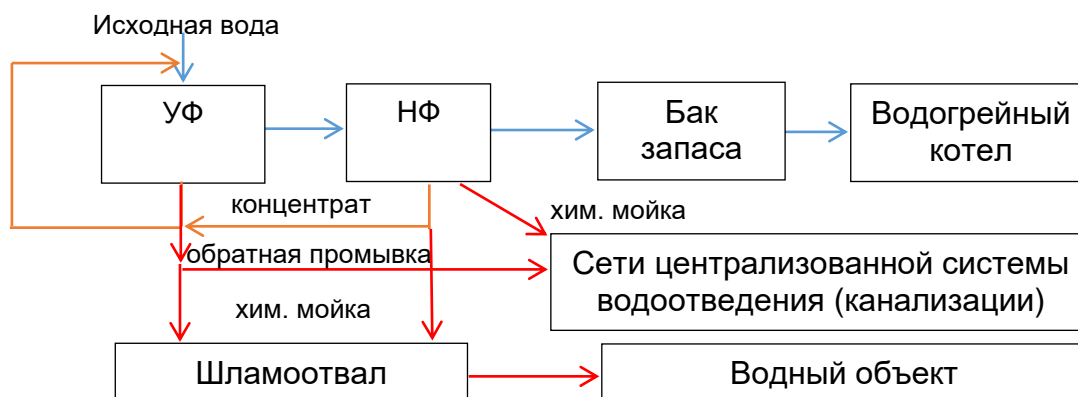 Исходная вода
УФ
НФ
Бак
запаса
Водогрейный
котел
концентрат
хим. мойка
обратная промывка
Сети централизованной системы
водоотведения (канализации)
хим. мойка
Шламоотвал
Водный объект